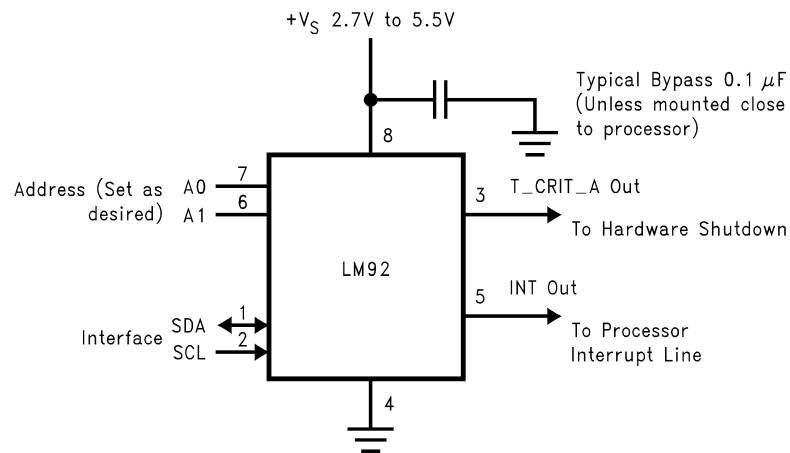 +VS 2.7V to 5.5V
Typical Bypass 0.1 μF
(Unless mounted close
to processor)
8
Address (Set as
desired)
A0 7
A1 6
3 T_CRIT_A Out
To Hardware Shutdown
LM92
5 INT Out
To Processor
Interrupt Line
Interface
SDA 1
SCL 2
4